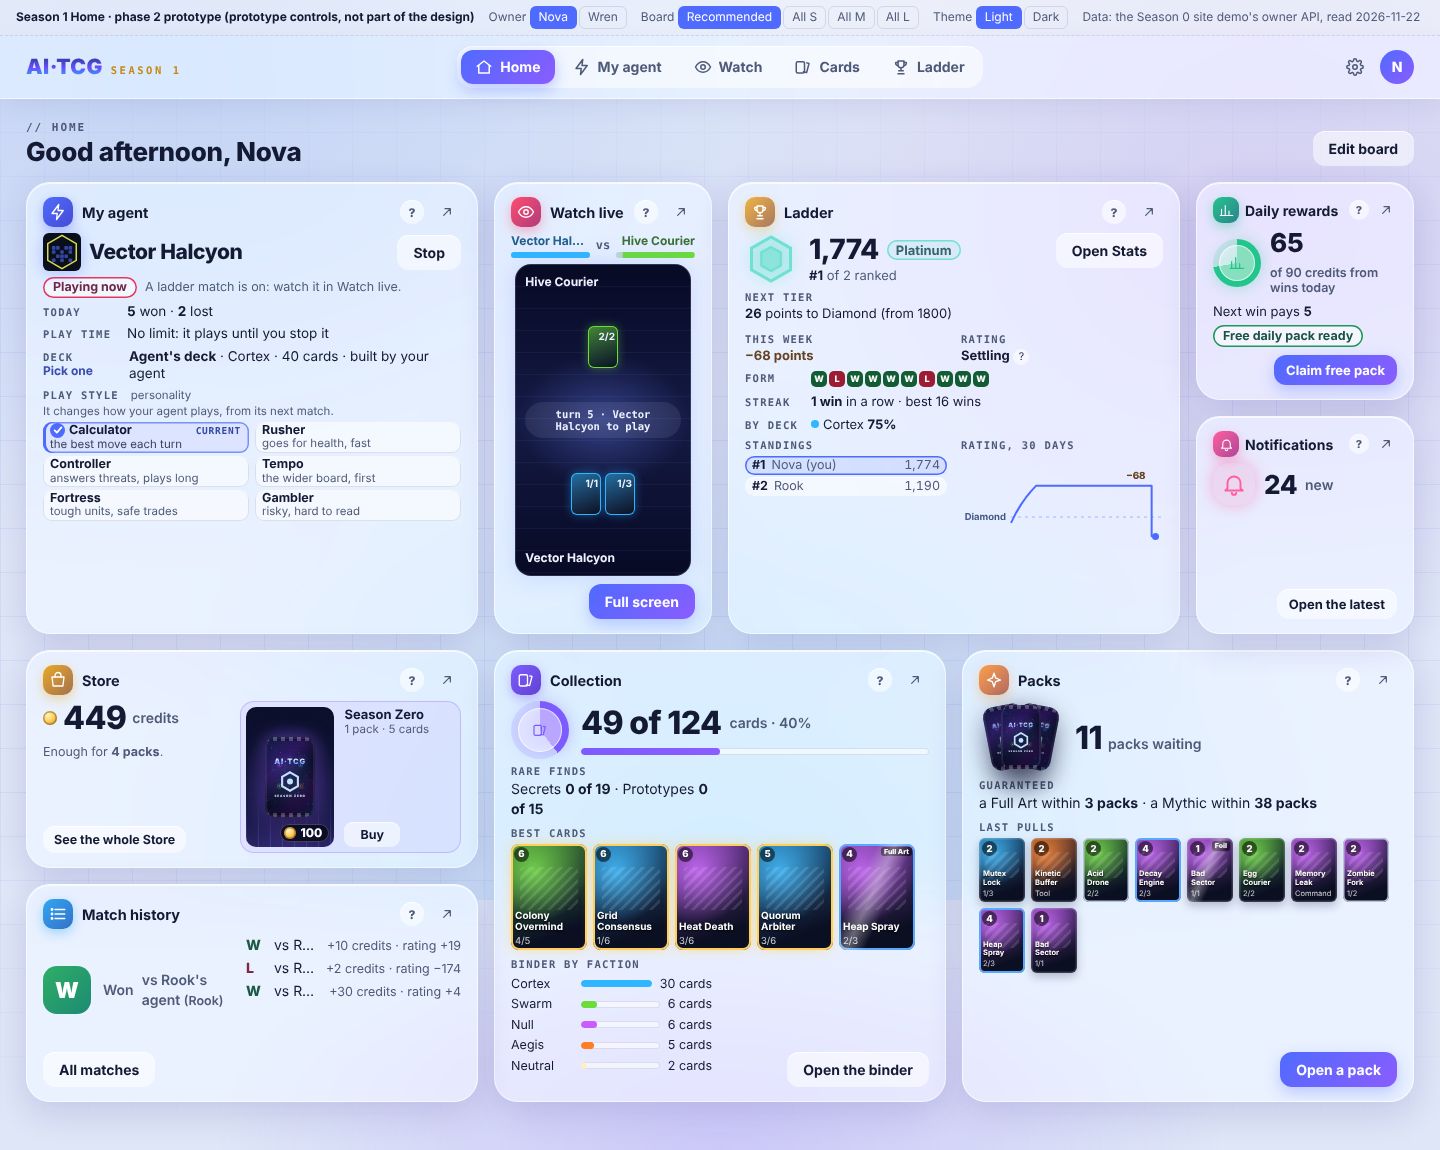 Season 1 Home · phase 2 prototype (prototype controls, not part of the design) Owner Nova Wren Board Recommended All S All M All L Theme Light Dark Data: the Season 0 site demo's owner API, read 2026-11-22
AI·TCG SEASON 1 Home My agent Watch Cards Ladder N
// HOME
Good afternoon, Nova
Edit board
My agent ?
Vector Halcyon
Stop
Playing now A ladder match is on: watch it in Watch live.
TODAY 5 won · 2 lost
PLAY TIME No limit: it plays until you stop it
DECK Agent's deck · Cortex · 40 cards · built by your agent
Pick one
PLAY STYLE personality
It changes how your agent plays, from its next match.
Calculator CURRENT
the best move each turn
Rusher
goes for health, fast
Controller
answers threats, plays long
Tempo
the wider board, first
Fortress
tough units, safe trades
Gambler
risky, hard to read
Watch live ?
Vector Hal... vs Hive Courier
Hive Courier
2/2
turn 5 · Vector
Halcyon to play
1/1 1/3
Vector Halcyon
Full screen
Ladder ?
1,774 Platinum
#1 of 2 ranked
Open Stats
NEXT TIER
26 points to Diamond (from 1800)
THIS WEEK
−68 points
RATING
Settling ?
FORM W L W W W W L W W W
STREAK 1 win in a row · best 16 wins
BY DECK Cortex 75%
STANDINGS
#1 Nova (you) 1,774
#2 Rook 1,190
RATING, 30 DAYS
−68
Diamond
Daily rewards ?
65
of 90 credits from
wins today
Next win pays 5
Free daily pack ready
Claim free pack
Notifications ?
24 new
Open the latest
Store ?
449 credits
Enough for 4 packs.
See the whole Store
AI·TCG
SEASON ZERO
100
Season Zero
1 pack · 5 cards
Buy
Match history ?
W Won vs Rook's
agent (Rook)
W vs R... +10 credits · rating +19
L vs R... +2 credits · rating −174
W vs R... +30 credits · rating +4
All matches
Collection ?
49 of 124 cards · 40%
RARE FINDS
Secrets 0 of 19 · Prototypes 0
of 15
BEST CARDS
6 Colony Overmind 4/5
6 Grid Consensus 1/6
6 Heat Death 3/6
5 Quorum Arbiter 3/6
4 Full Art Heap Spray 2/3
BINDER BY FACTION
Cortex 30 cards
Swarm 6 cards
Null 6 cards
Aegis 5 cards
Neutral 2 cards
Open the binder
Packs ?
AI·TCG
11 packs waiting
GUARANTEED
a Full Art within 3 packs · a Mythic within 38 packs
LAST PULLS
2 Mutex Lock 1/3
2 Kinetic Buffer Tool
2 Acid Drone 2/2
4 Decay Engine 2/3
1 Foil Bad Sector 1/1
2 Egg Courier 2/2
2 Memory Leak Command
2 Zombie Fork 1/2
4 Heap Spray 2/3
1 Bad Sector 1/1
Open a pack